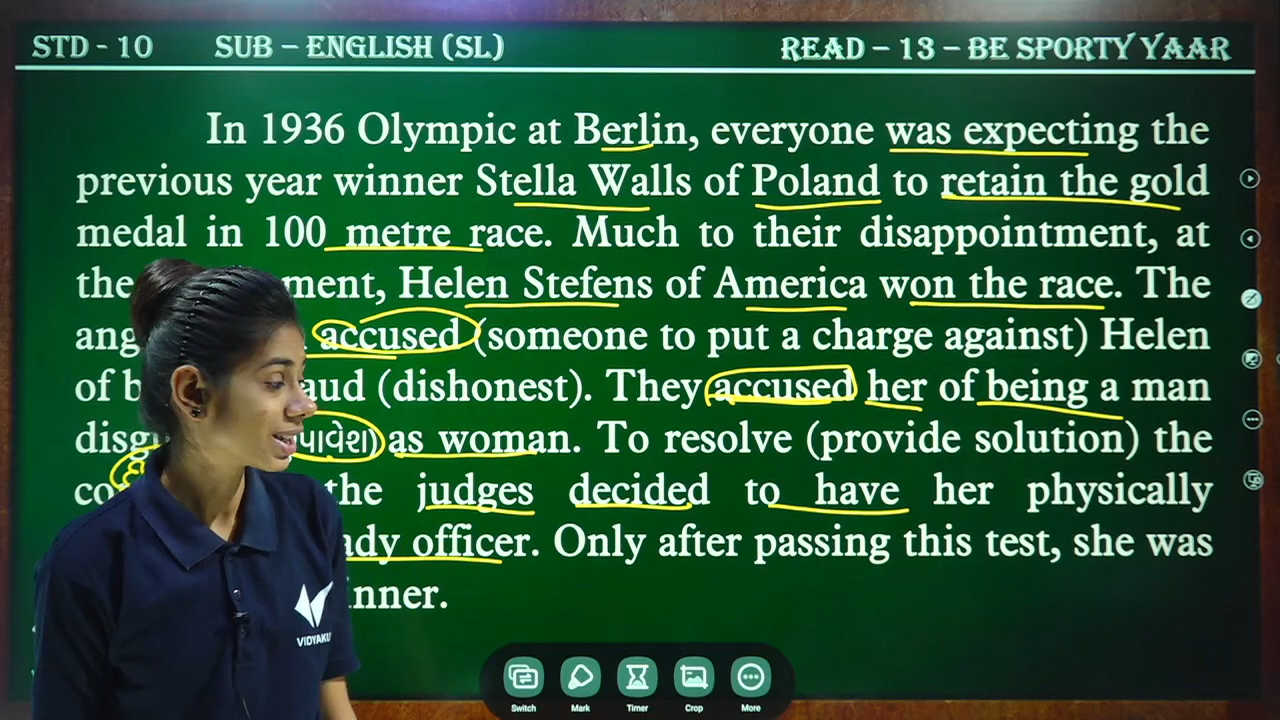 STD - 10 SUB – ENGLISH (SL) READ – 13 – BE SPORTY YAAR
In 1936 Olympic at Berlin, everyone was expecting the
previous year winner Stella Walls of Poland to retain the gold
medal in 100 metre race. Much to their disappointment, at
the ment, Helen Stefens of America won the race. The
ang accused (someone to put a charge against) Helen
of b aud (dishonest). They accused her of being a man
disg પાવેશ) as woman. To resolve (provide solution) the
co the judges decided to have her physically
ady officer. Only after passing this test, she was
inner.
VIDYAKU
Switch Mark Timer Crop More